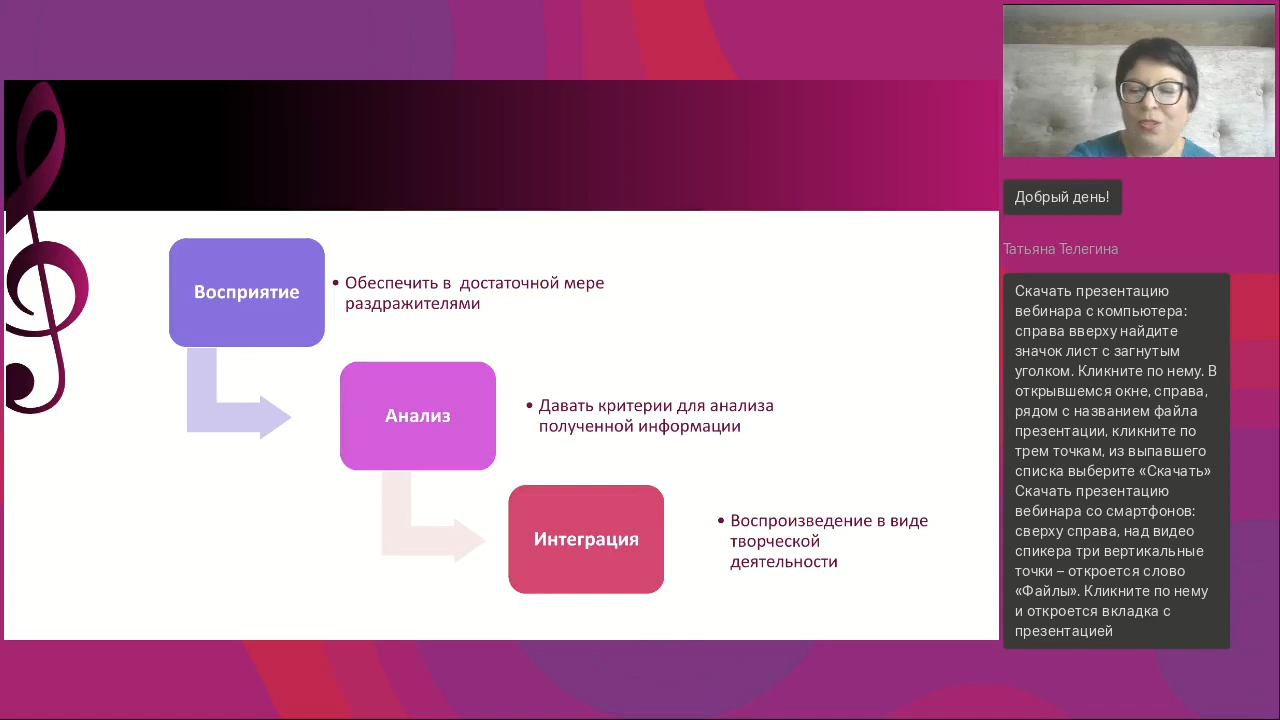 Восприятие
• Обеспечить в  достаточной мере
раздражителями
Анализ
• Давать критерии для анализа
полученной информации
Интеграция
• Воспроизведение в виде
творческой
деятельности
Добрый день!
Татьяна Телегина
Скачать презентацию
вебинара с компьютера:
справа вверху найдите
значок лист с загнутым
уголком. Кликните по нему. В
открывшемся окне, справа,
рядом с названием файла
презентации, кликните по
трем точкам, из выпавшего
списка выберите «Скачать»
Скачать презентацию
вебинара со смартфонов:
сверху справа, над видео
спикера три вертикальные
точки – откроется слово
«Файлы». Кликните по нему
и откроется вкладка с
презентацией